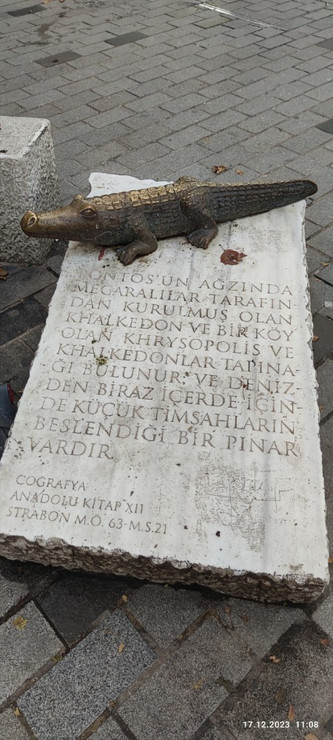 PONTOS'UN AĞZINDA
MEGARALILAR TARAFIN-
DAN KURULMUŞ OLAN
KHALKEDON VE BİR KÖY
OLAN KHRYSOPOLIS VE
KHALKEDONLAR TAPINA-
ĞI BULUNUR. VE DENİZ-
DEN BİRAZ İÇERDE İÇİN-
DE KÜÇÜK TİMSAHLARIN
BESLENDİĞİ BİR PINAR
VARDIR.
COĞRAFYA
ANADOLU KİTAP XII
STRABON M.Ö. 63-M.S.21
17.12.2023 11:08